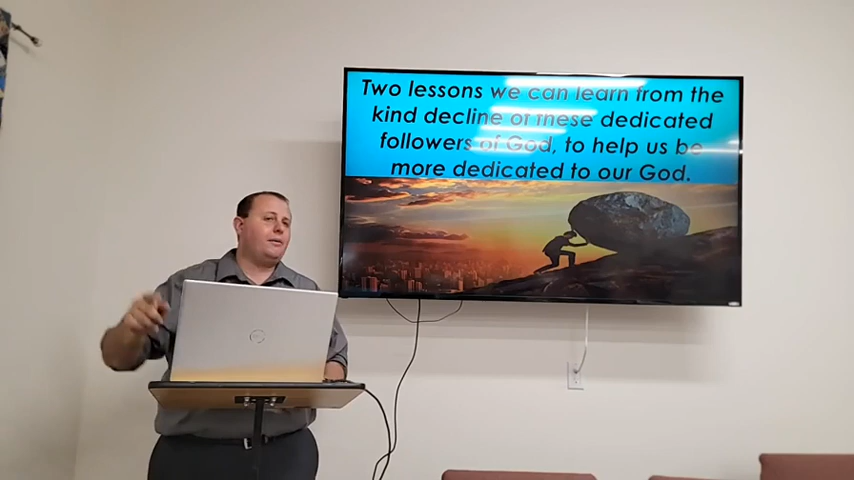 Two lessons we can learn from the
kind decline of these dedicated
followers of God, to help us be
more dedicated to our God.